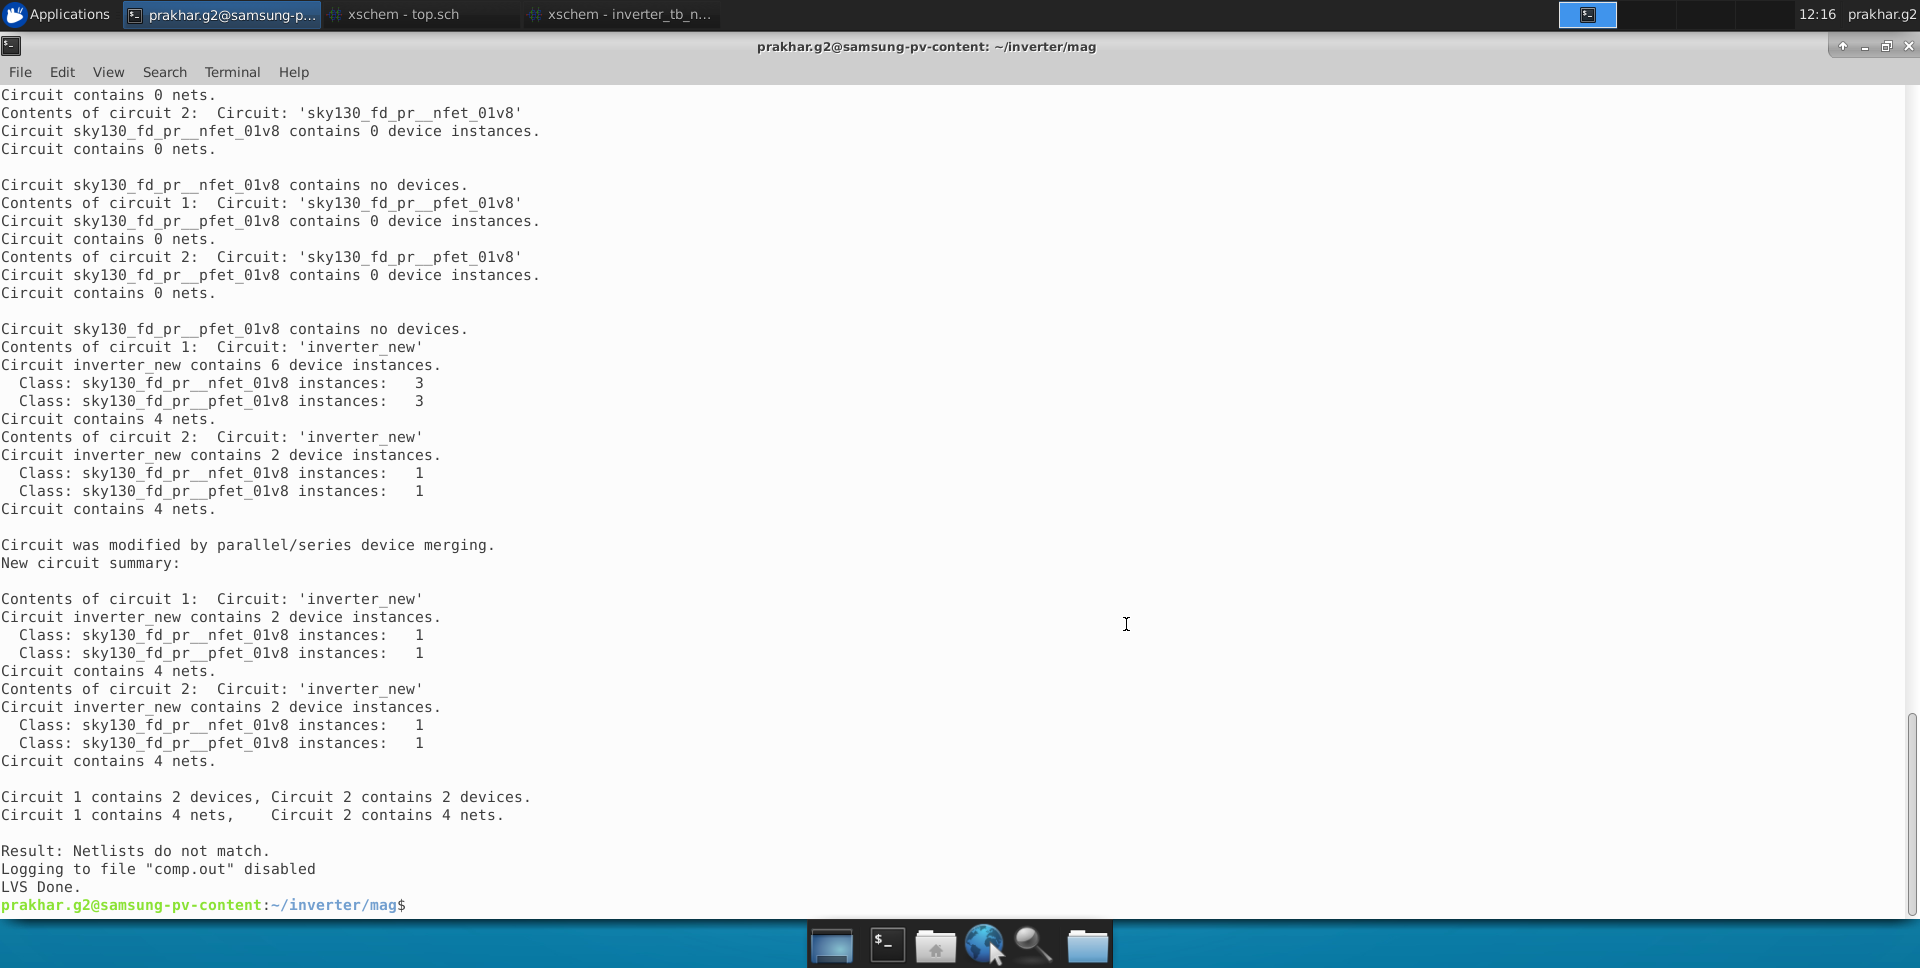 Applications
prakhar.g2@samsung-p...
xschem - top.sch
xschem - inverter_tb_n...
12:16
prakhar.g2
prakhar.g2@samsung-pv-content: ~/inverter/mag
File Edit View Search Terminal Help
Circuit contains 0 nets.
Contents of circuit 2:  Circuit: 'sky130_fd_pr__nfet_01v8'
Circuit sky130_fd_pr__nfet_01v8 contains 0 device instances.
Circuit contains 0 nets.
Circuit sky130_fd_pr__nfet_01v8 contains no devices.
Contents of circuit 1:  Circuit: 'sky130_fd_pr__pfet_01v8'
Circuit sky130_fd_pr__pfet_01v8 contains 0 device instances.
Circuit contains 0 nets.
Contents of circuit 2:  Circuit: 'sky130_fd_pr__pfet_01v8'
Circuit sky130_fd_pr__pfet_01v8 contains 0 device instances.
Circuit contains 0 nets.
Circuit sky130_fd_pr__pfet_01v8 contains no devices.
Contents of circuit 1:  Circuit: 'inverter_new'
Circuit inverter_new contains 6 device instances.
  Class: sky130_fd_pr__nfet_01v8 instances:   3
  Class: sky130_fd_pr__pfet_01v8 instances:   3
Circuit contains 4 nets.
Contents of circuit 2:  Circuit: 'inverter_new'
Circuit inverter_new contains 2 device instances.
  Class: sky130_fd_pr__nfet_01v8 instances:   1
  Class: sky130_fd_pr__pfet_01v8 instances:   1
Circuit contains 4 nets.
Circuit was modified by parallel/series device merging.
New circuit summary:
Contents of circuit 1:  Circuit: 'inverter_new'
Circuit inverter_new contains 2 device instances.
  Class: sky130_fd_pr__nfet_01v8 instances:   1
  Class: sky130_fd_pr__pfet_01v8 instances:   1
Circuit contains 4 nets.
Contents of circuit 2:  Circuit: 'inverter_new'
Circuit inverter_new contains 2 device instances.
  Class: sky130_fd_pr__nfet_01v8 instances:   1
  Class: sky130_fd_pr__pfet_01v8 instances:   1
Circuit contains 4 nets.
Circuit 1 contains 2 devices, Circuit 2 contains 2 devices.
Circuit 1 contains 4 nets,    Circuit 2 contains 4 nets.
Result: Netlists do not match.
Logging to file "comp.out" disabled
LVS Done.
prakhar.g2@samsung-pv-content:~/inverter/mag$